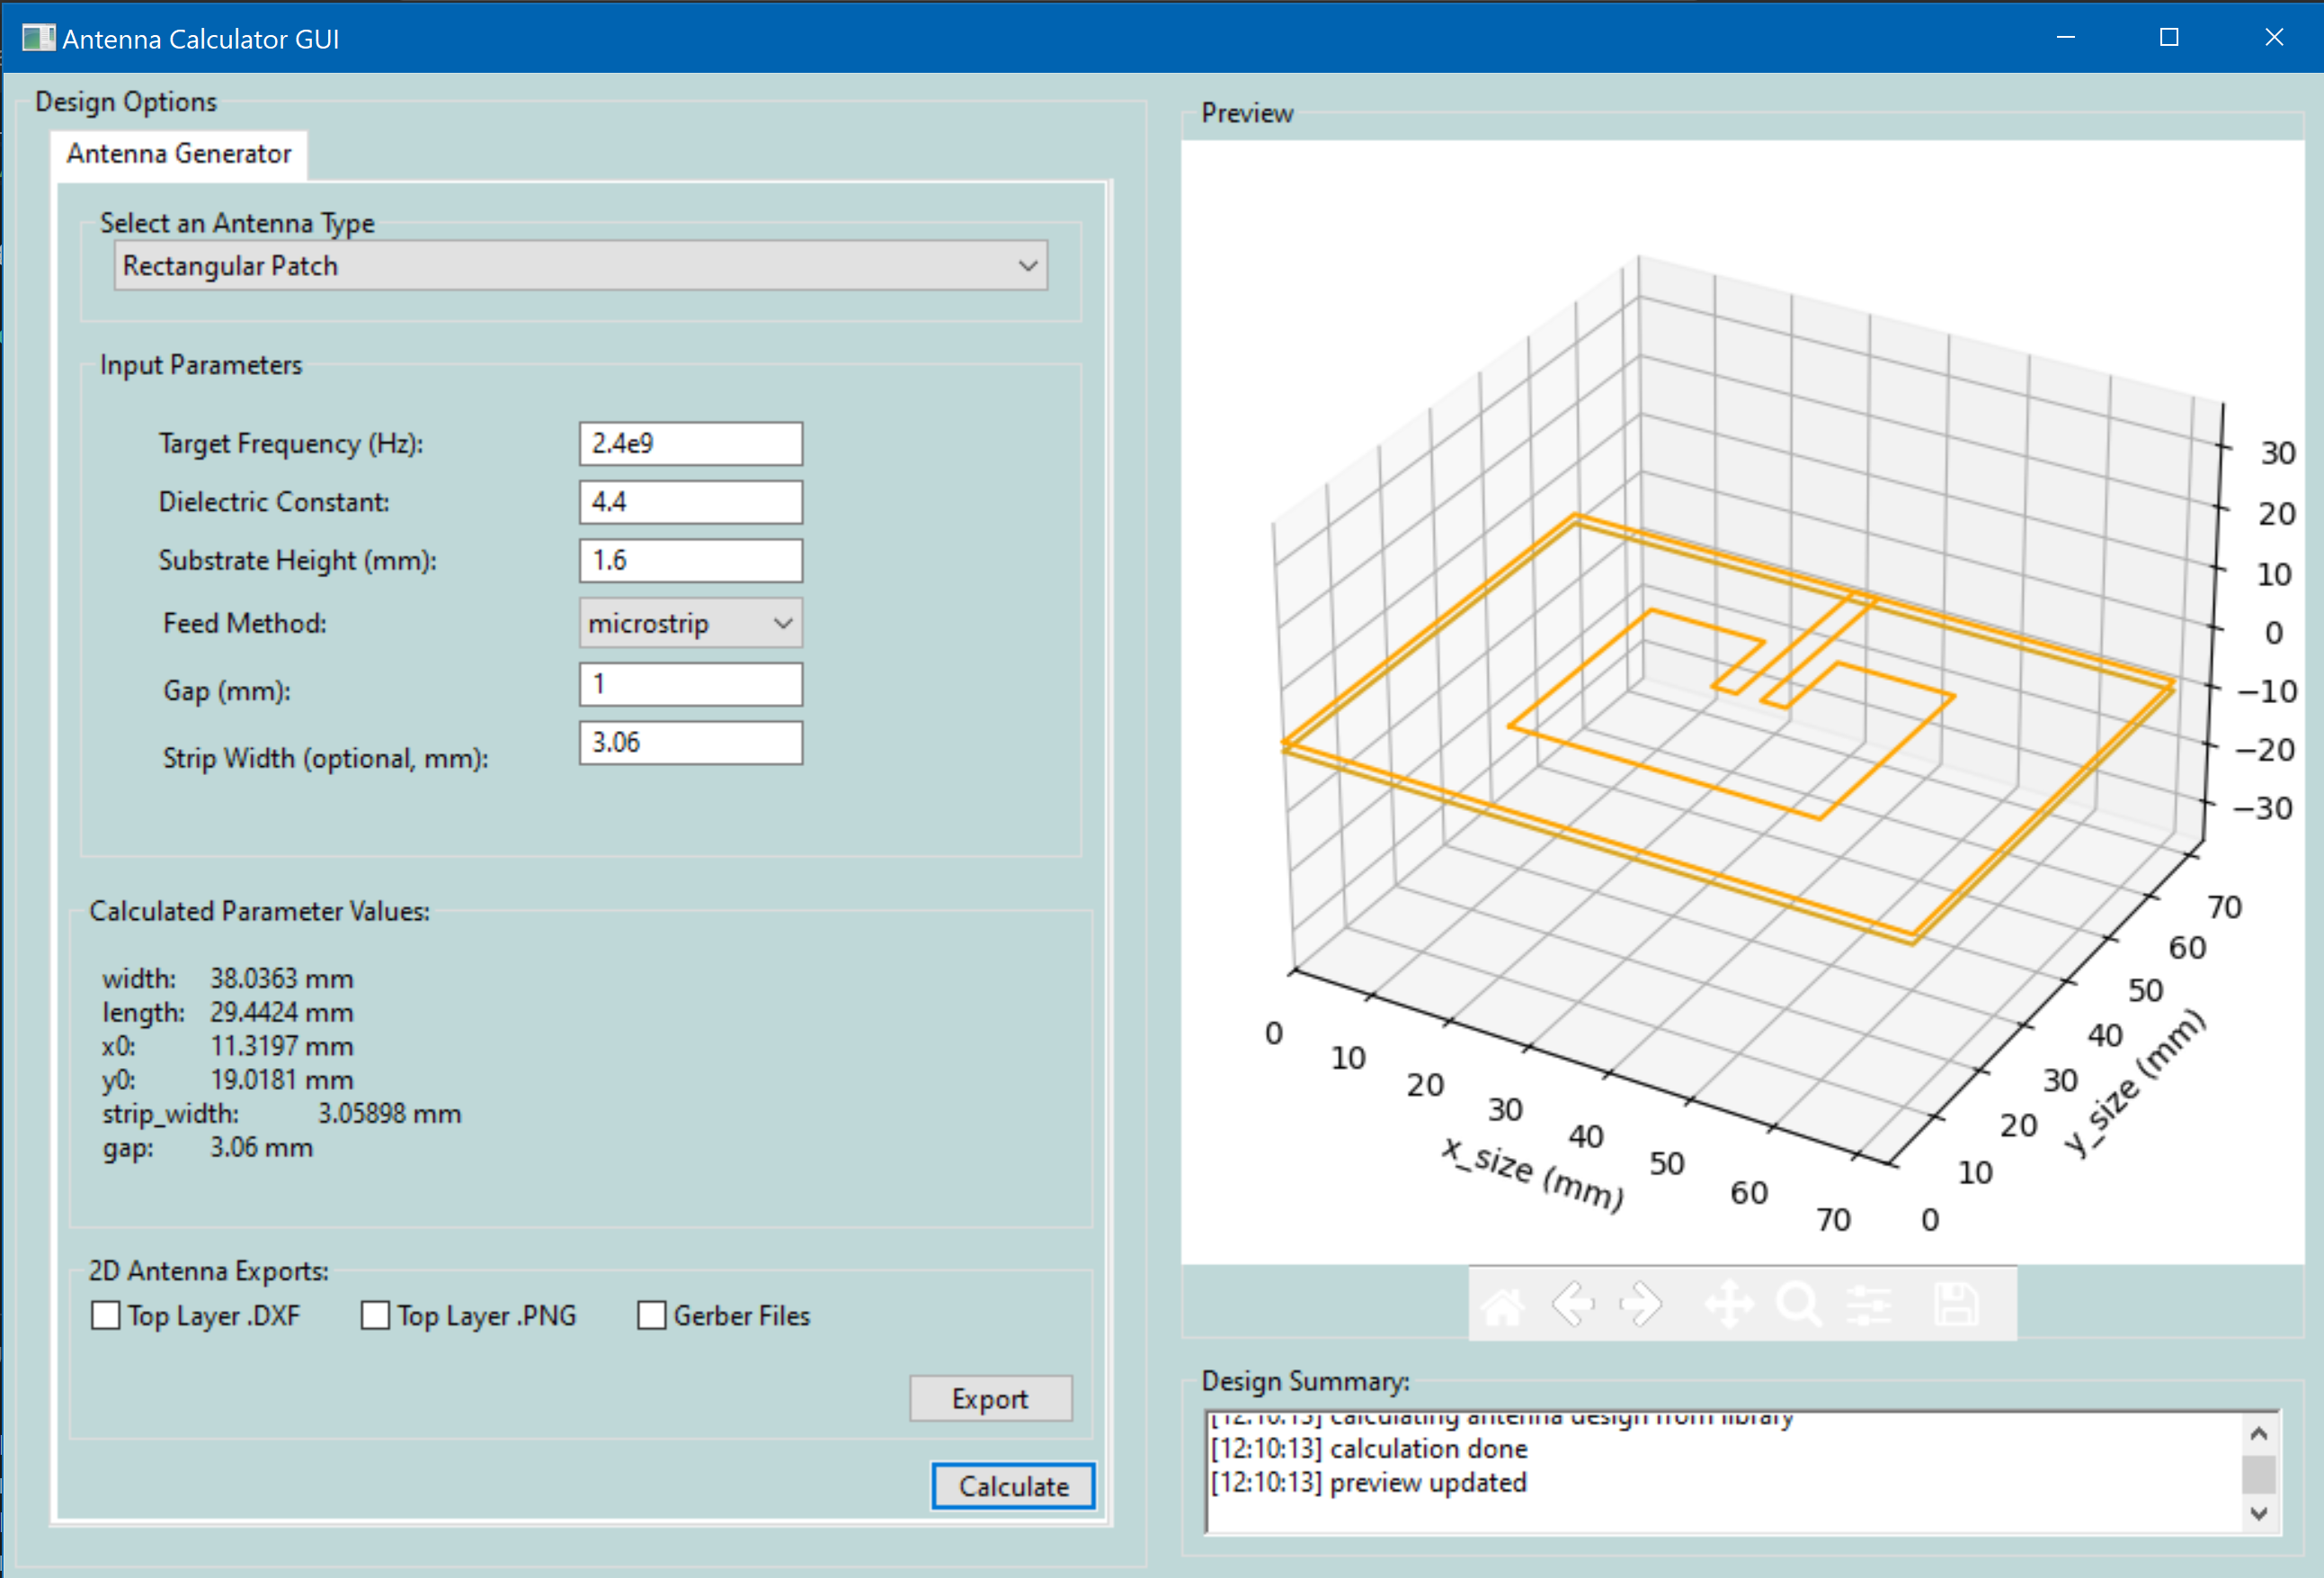 Antenna Calculator GUI
Design Options
Antenna Generator
Select an Antenna Type
Rectangular Patch
Input Parameters
Target Frequency (Hz): 2.4e9
Dielectric Constant: 4.4
Substrate Height (mm): 1.6
Feed Method: microstrip
Gap (mm): 1
Strip Width (optional, mm): 3.06
Calculated Parameter Values:
width: 38.0363 mm
length: 29.4424 mm
x0: 11.3197 mm
y0: 19.0181 mm
strip_width: 3.05898 mm
gap: 3.06 mm
2D Antenna Exports:
Top Layer .DXF Top Layer .PNG Gerber Files
Export
Calculate
Preview
30
20
10
0
−10
−20
−30
70
60
50
40
30
20
10
0
y_size (mm)
0
10
20
30
40
50
60
70
x_size (mm)
Design Summary:
[12:10:13] calculating antenna design from library
[12:10:13] calculation done
[12:10:13] preview updated